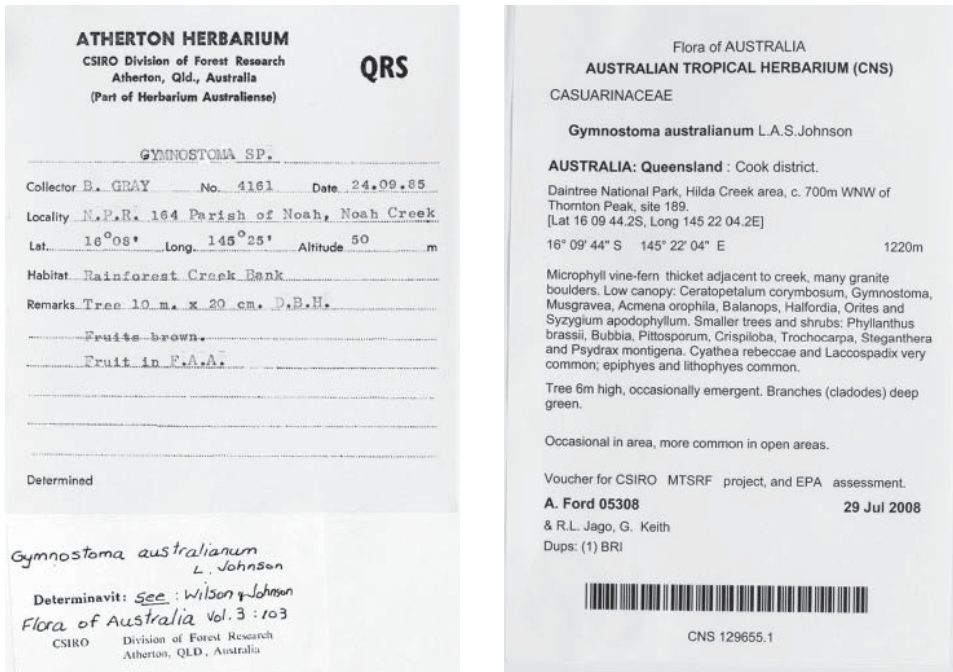 ATHERTON HERBARIUM
CSIRO Division of Forest Research
Atherton, Qld., Australia
(Part of Herbarium Australiense)
QRS
GYMNOSTOMA SP.
Collector B. GRAY No. 4161 Date 24.09.85
Locality N.P.R. 164 Parish of Noah, Noah Creek
Lat. 16°08' Long. 145°25' Altitude 50 m
Habitat Rainforest Creek Bank
Remarks Tree 10 m. x 20 cm. D.B.H.
Fruits brown.
Fruit in F.A.A.
Determined
Gymnostoma australianum
L. Johnson
Determinavit: see : Wilson & Johnson
Flora of Australia Vol. 3 : 103
CSIRO Division of Forest Research
Atherton, QLD, Australia
Flora of AUSTRALIA
AUSTRALIAN TROPICAL HERBARIUM (CNS)
CASUARINACEAE
Gymnostoma australianum L.A.S.Johnson
AUSTRALIA: Queensland : Cook district.
Daintree National Park, Hilda Creek area, c. 700m WNW of
Thornton Peak, site 189.
[Lat 16 09 44.2S, Long 145 22 04.2E]
16° 09' 44" S 145° 22' 04" E 1220m
Microphyll vine-fern thicket adjacent to creek, many granite
boulders. Low canopy: Ceratopetalum corymbosum, Gymnostoma,
Musgravea, Acmena orophila, Balanops, Halfordia, Orites and
Syzygium apodophyllum. Smaller trees and shrubs: Phyllanthus
brassii, Bubbia, Pittosporum, Crispiloba, Trochocarpa, Steganthera
and Psydrax montigena. Cyathea rebeccae and Laccospadix very
common; epiphyes and lithophyes common.
Tree 6m high, occasionally emergent. Branches (cladodes) deep
green.
Occasional in area, more common in open areas.
Voucher for CSIRO MTSRF project, and EPA assessment.
A. Ford 05308 29 Jul 2008
& R.L. Jago, G. Keith
Dups: (1) BRI
CNS 129655.1